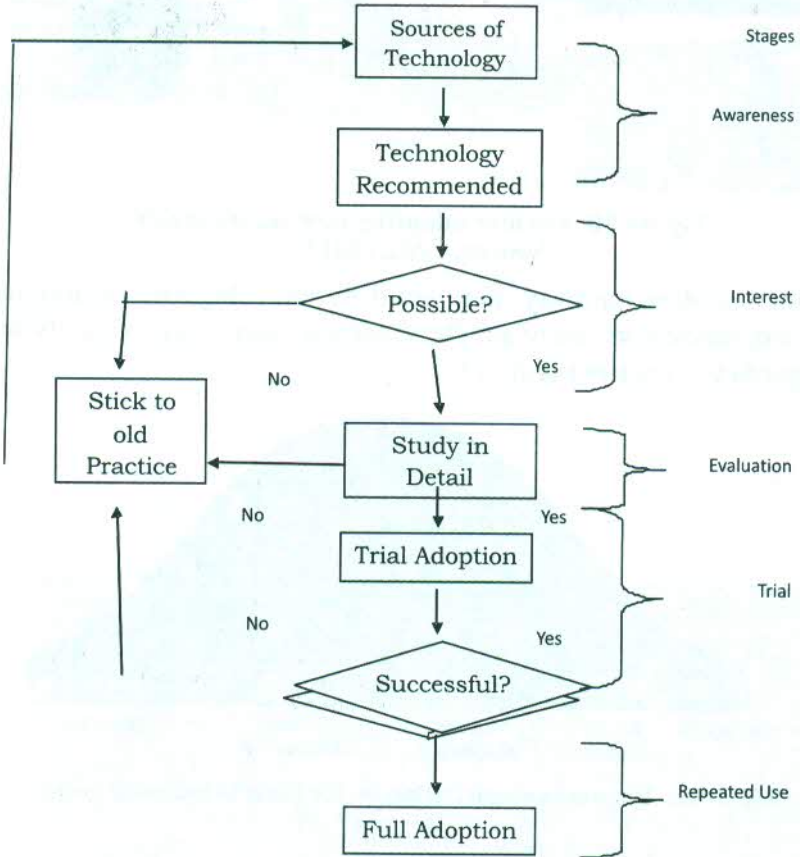 Sources of
Technology
Stages
Awareness
Technology
Recommended
Possible?
Interest
Yes
No
Stick to
old
Practice
Study in
Detail
Evaluation
No
Yes
Trial Adoption
Trial
No
Yes
Successful?
Repeated Use
Full Adoption